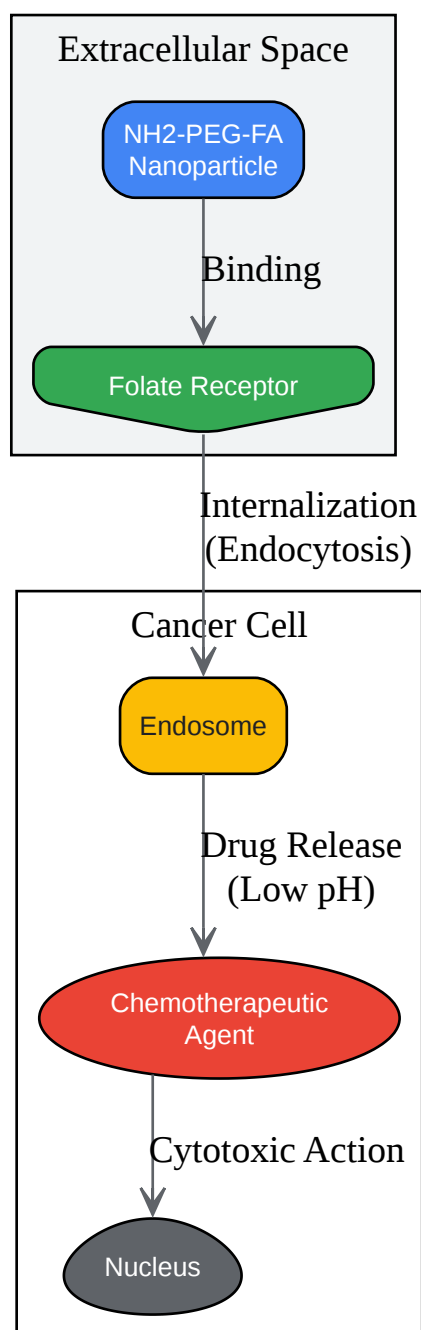 Extracellular Space
NH2-PEG-FA
Nanoparticle
Binding
Folate Receptor
Internalization
(Endocytosis)
Cancer Cell
Endosome
Drug Release
(Low pH)
Chemotherapeutic
Agent
Cytotoxic Action
Nucleus